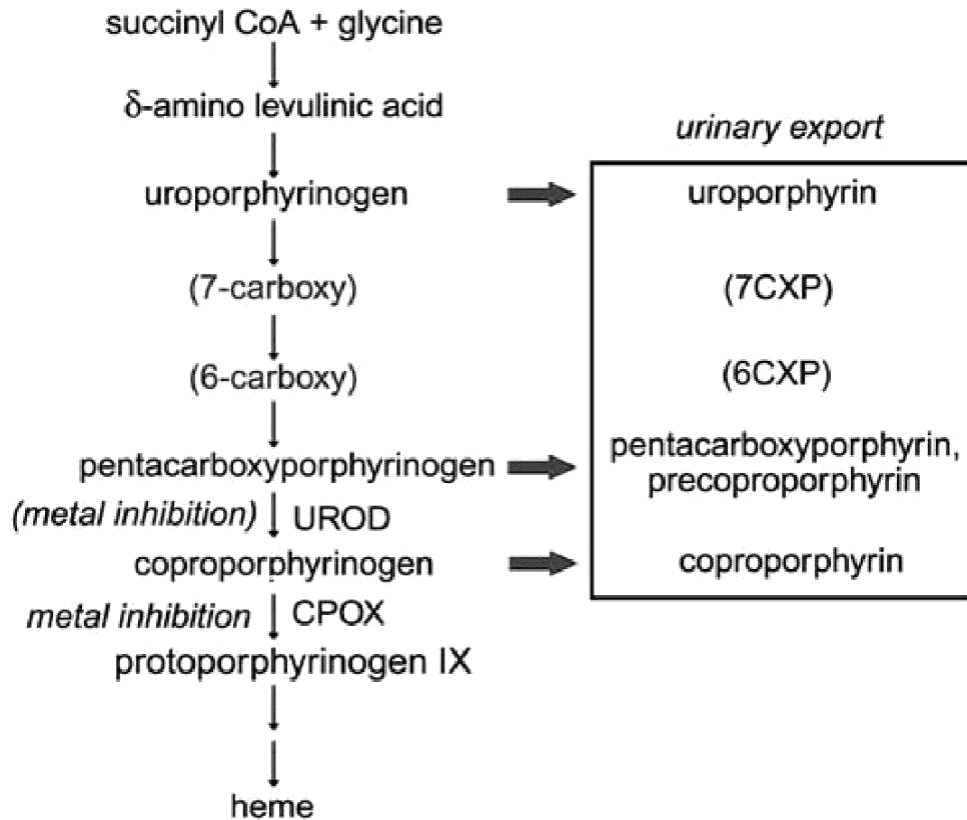 succinyl CoA + glycine
δ-amino levulinic acid
urinary export
uroporphyrinogen
uroporphyrin
(7-carboxy)
(7CXP)
(6-carboxy)
(6CXP)
pentacarboxyporphyrinogen
pentacarboxyporphyrin,
precoproporphyrin
(metal inhibition)
UROD
coproporphyrinogen
coproporphyrin
metal inhibition
CPOX
protoporphyrinogen IX
heme